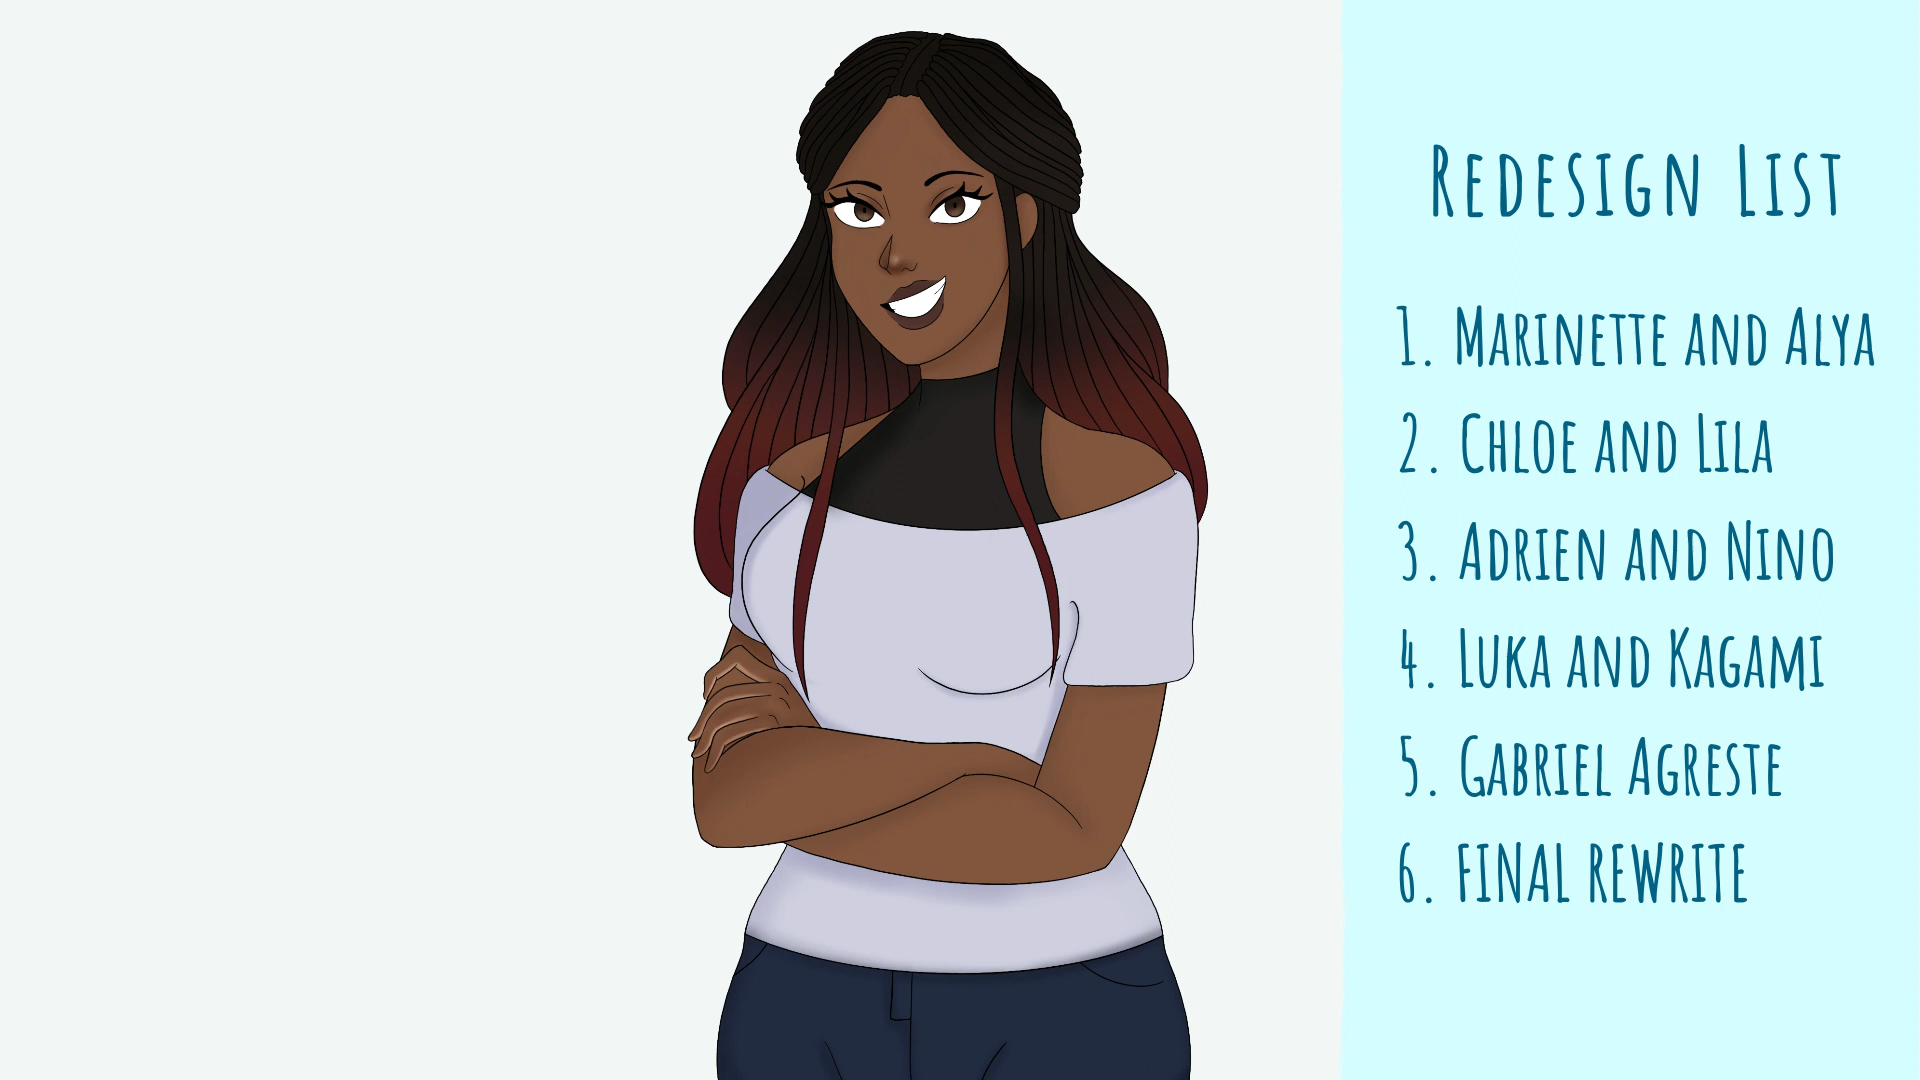 Redesign List
1. Marinette and Alya
2. Chloe and Lila
3. Adrien and Nino
4. Luka and Kagami
5. Gabriel Agreste
6. FINAL REWRITE